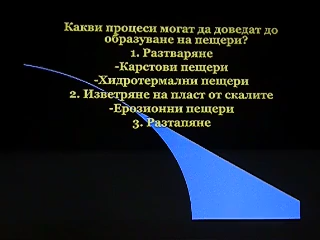 Какви процеси могат да доведат до
образуване на пещери?
1. Разтваряне
-Карстови пещери
-Хидротермални пещери
2. Изветряне на пласт от скалите
-Ерозионни пещери
3. Разтапяне